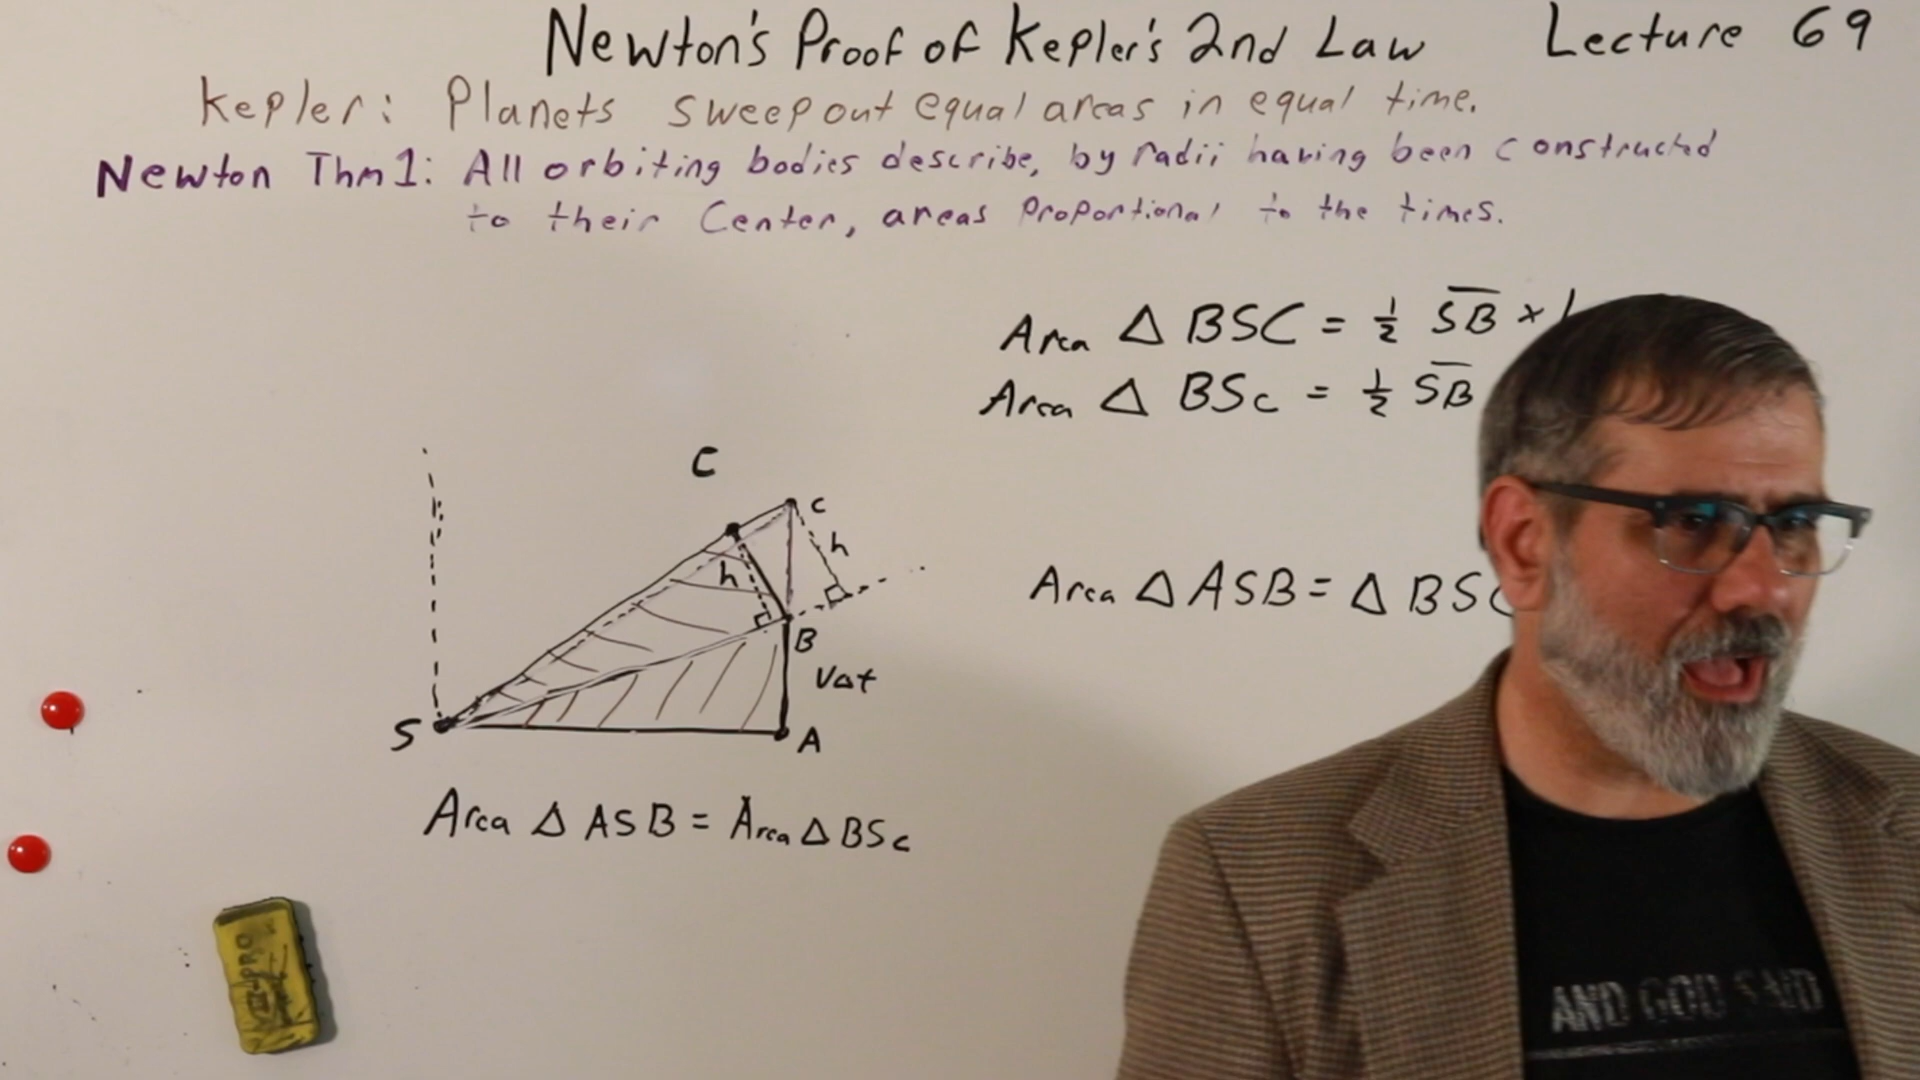 Newton's Proof of Kepler's 2nd Law Lecture 69
Kepler: Planets sweep out equal areas in equal time.
Newton Thm 1: All orbiting bodies describe, by radii having been constructed
to their Center, areas proportional to the times.
Area △ BSC = 1/2 SB ×
Area △ BSc = 1/2 SB
C
c
h
h
B
Area △ ASB = △ BSC
V△t
S
A
Area △ ASB = Area △ BSc
AND GOD SAID